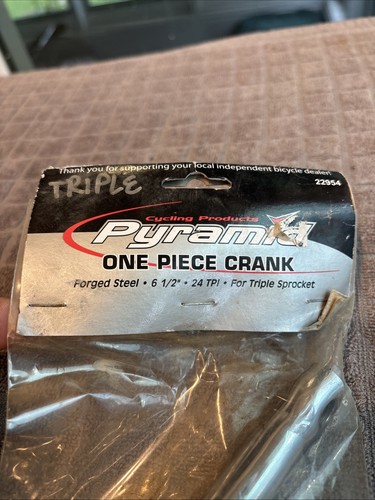 Thank you for supporting your local independent bicycle dealer!
22954
TRIPLE
Cycling Products
Pyramid
ONE-PIECE CRANK
Forged Steel • 6 1/2" • 24 TPI • For Triple Sprocket